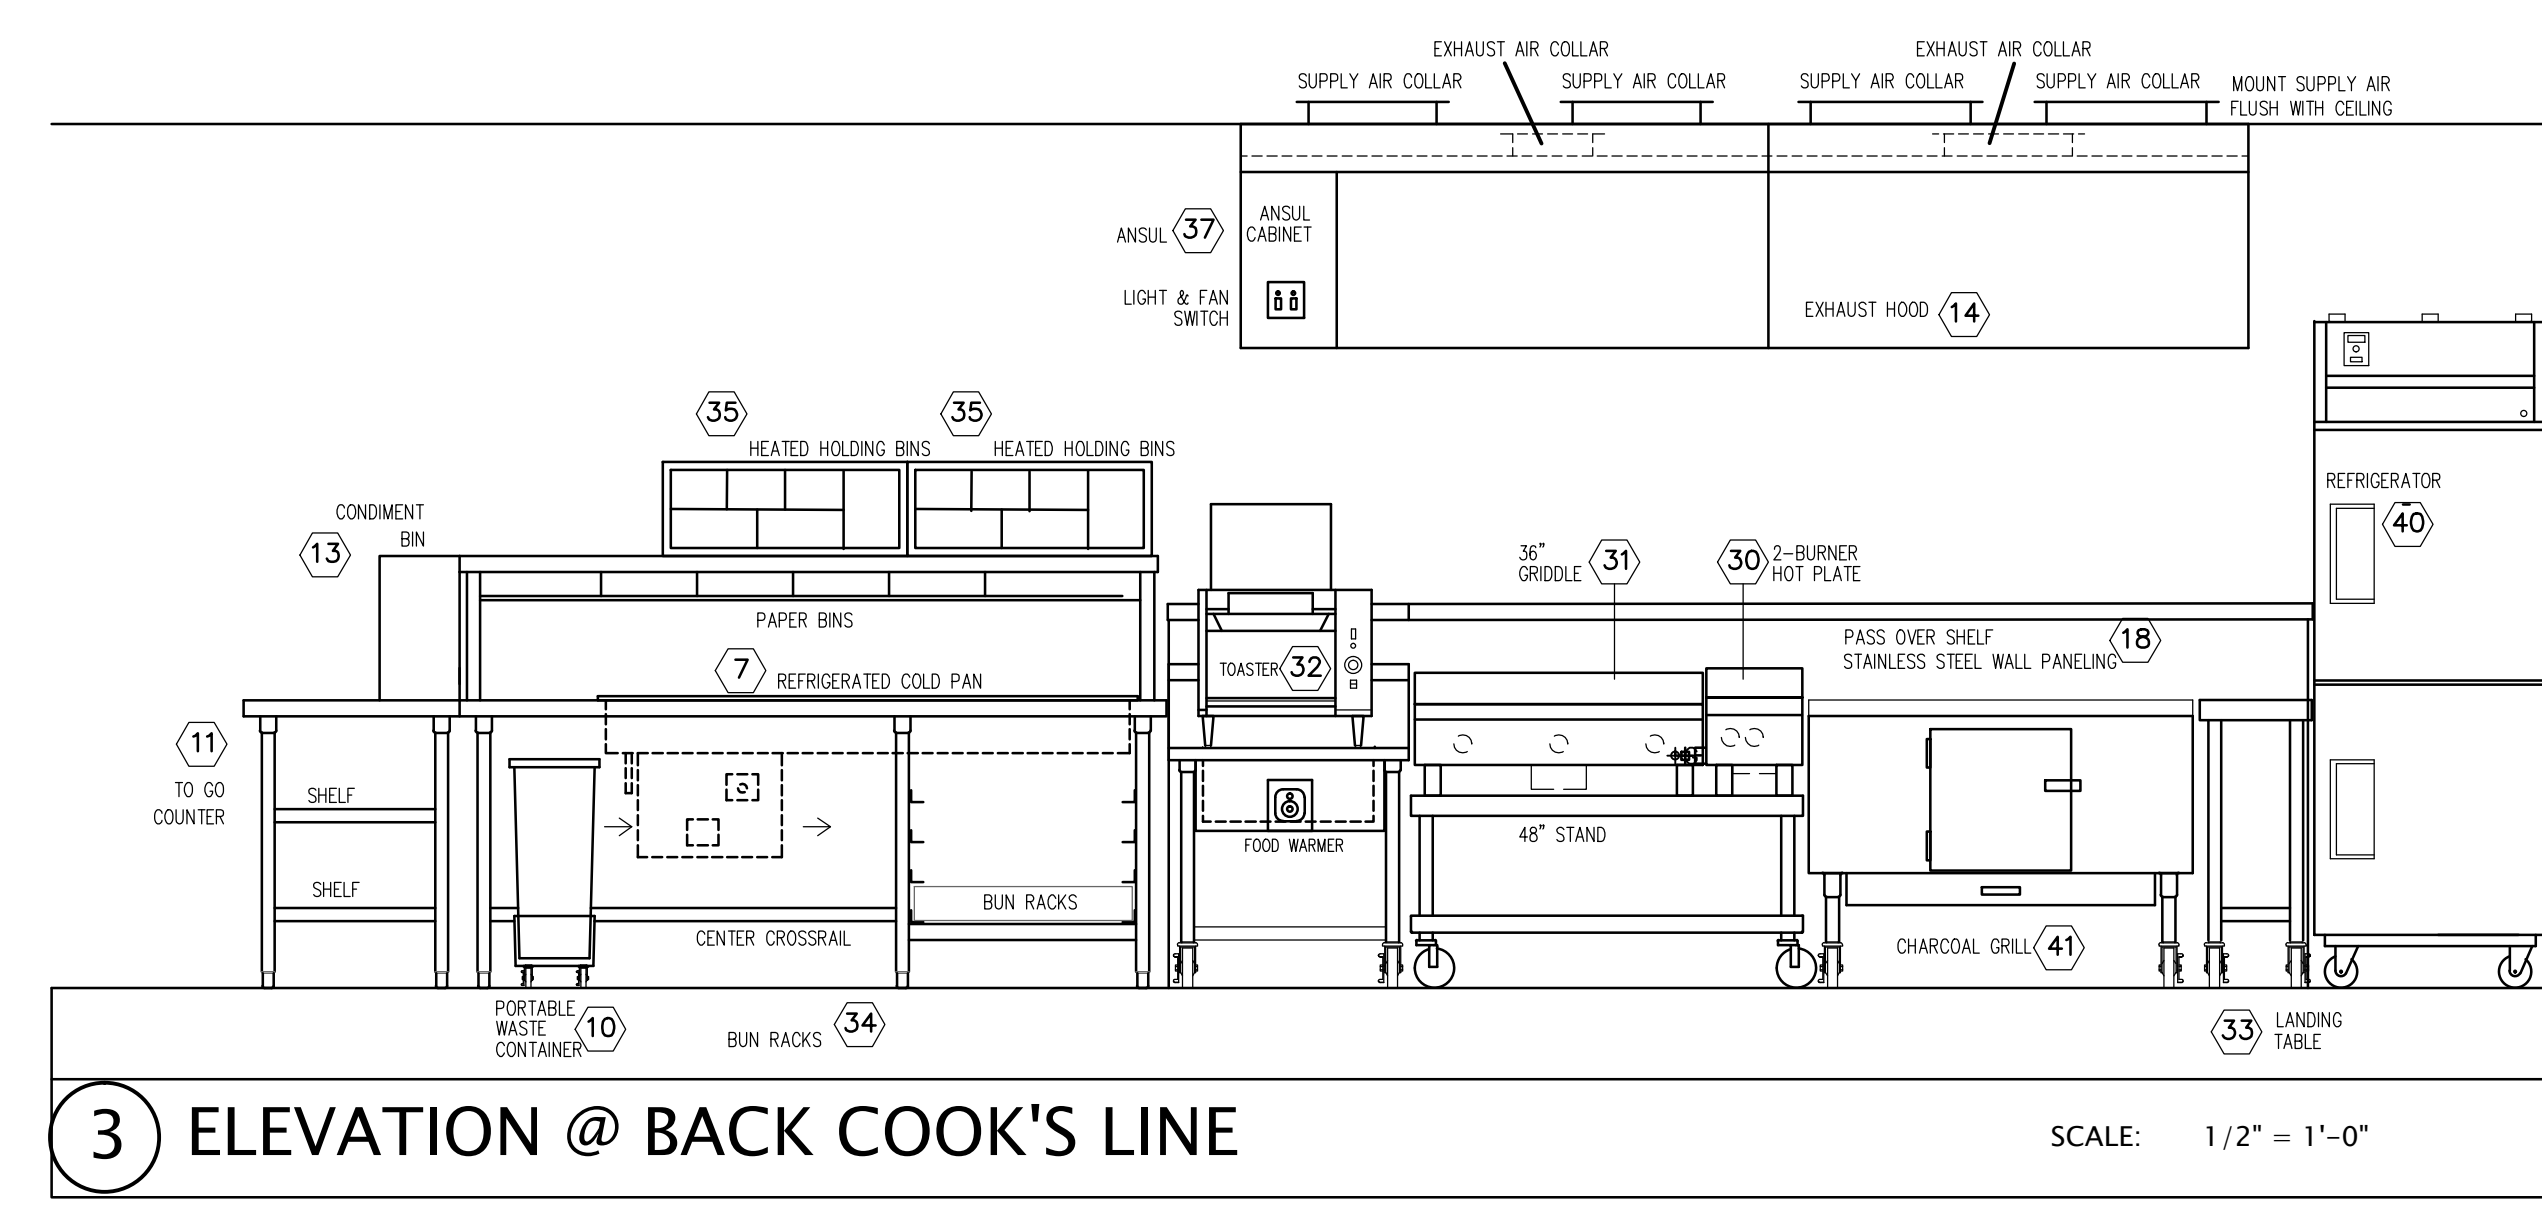 EXHAUST AIR COLLAR
EXHAUST AIR COLLAR
SUPPLY AIR COLLAR
SUPPLY AIR COLLAR
SUPPLY AIR COLLAR
SUPPLY AIR COLLAR
MOUNT SUPPLY AIR
FLUSH WITH CEILING
ANSUL 37
ANSUL
CABINET
LIGHT & FAN
SWITCH
EXHAUST HOOD 14
35
HEATED HOLDING BINS
35
HEATED HOLDING BINS
REFRIGERATOR
40
CONDIMENT
BIN
13
36"
GRIDDLE 31
30 2-BURNER
HOT PLATE
PAPER BINS
PASS OVER SHELF 18
STAINLESS STEEL WALL PANELING
7 REFRIGERATED COLD PAN
TOASTER 32
11
TO GO
COUNTER
SHELF
SHELF
FOOD WARMER
48" STAND
BUN RACKS
CENTER CROSSRAIL
CHARCOAL GRILL 41
PORTABLE
WASTE
CONTAINER 10
BUN RACKS 34
33 LANDING
TABLE
3 ELEVATION @ BACK COOK'S LINE
SCALE: 1/2" = 1'-0"